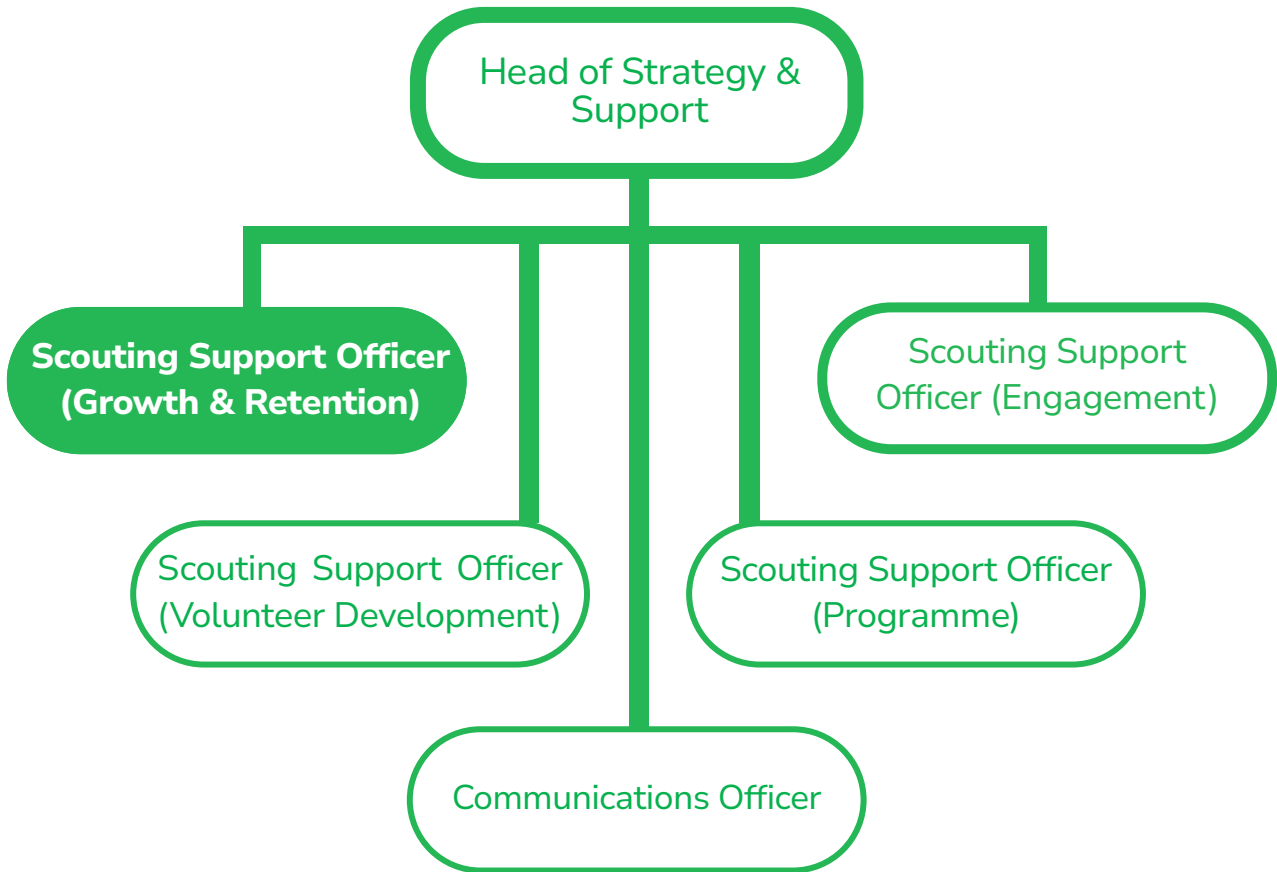 Head of Strategy &
Support
Scouting Support Officer
(Growth & Retention)
Scouting Support
Officer (Engagement)
Scouting Support Officer
(Volunteer Development)
Scouting Support Officer
(Programme)
Communications Officer